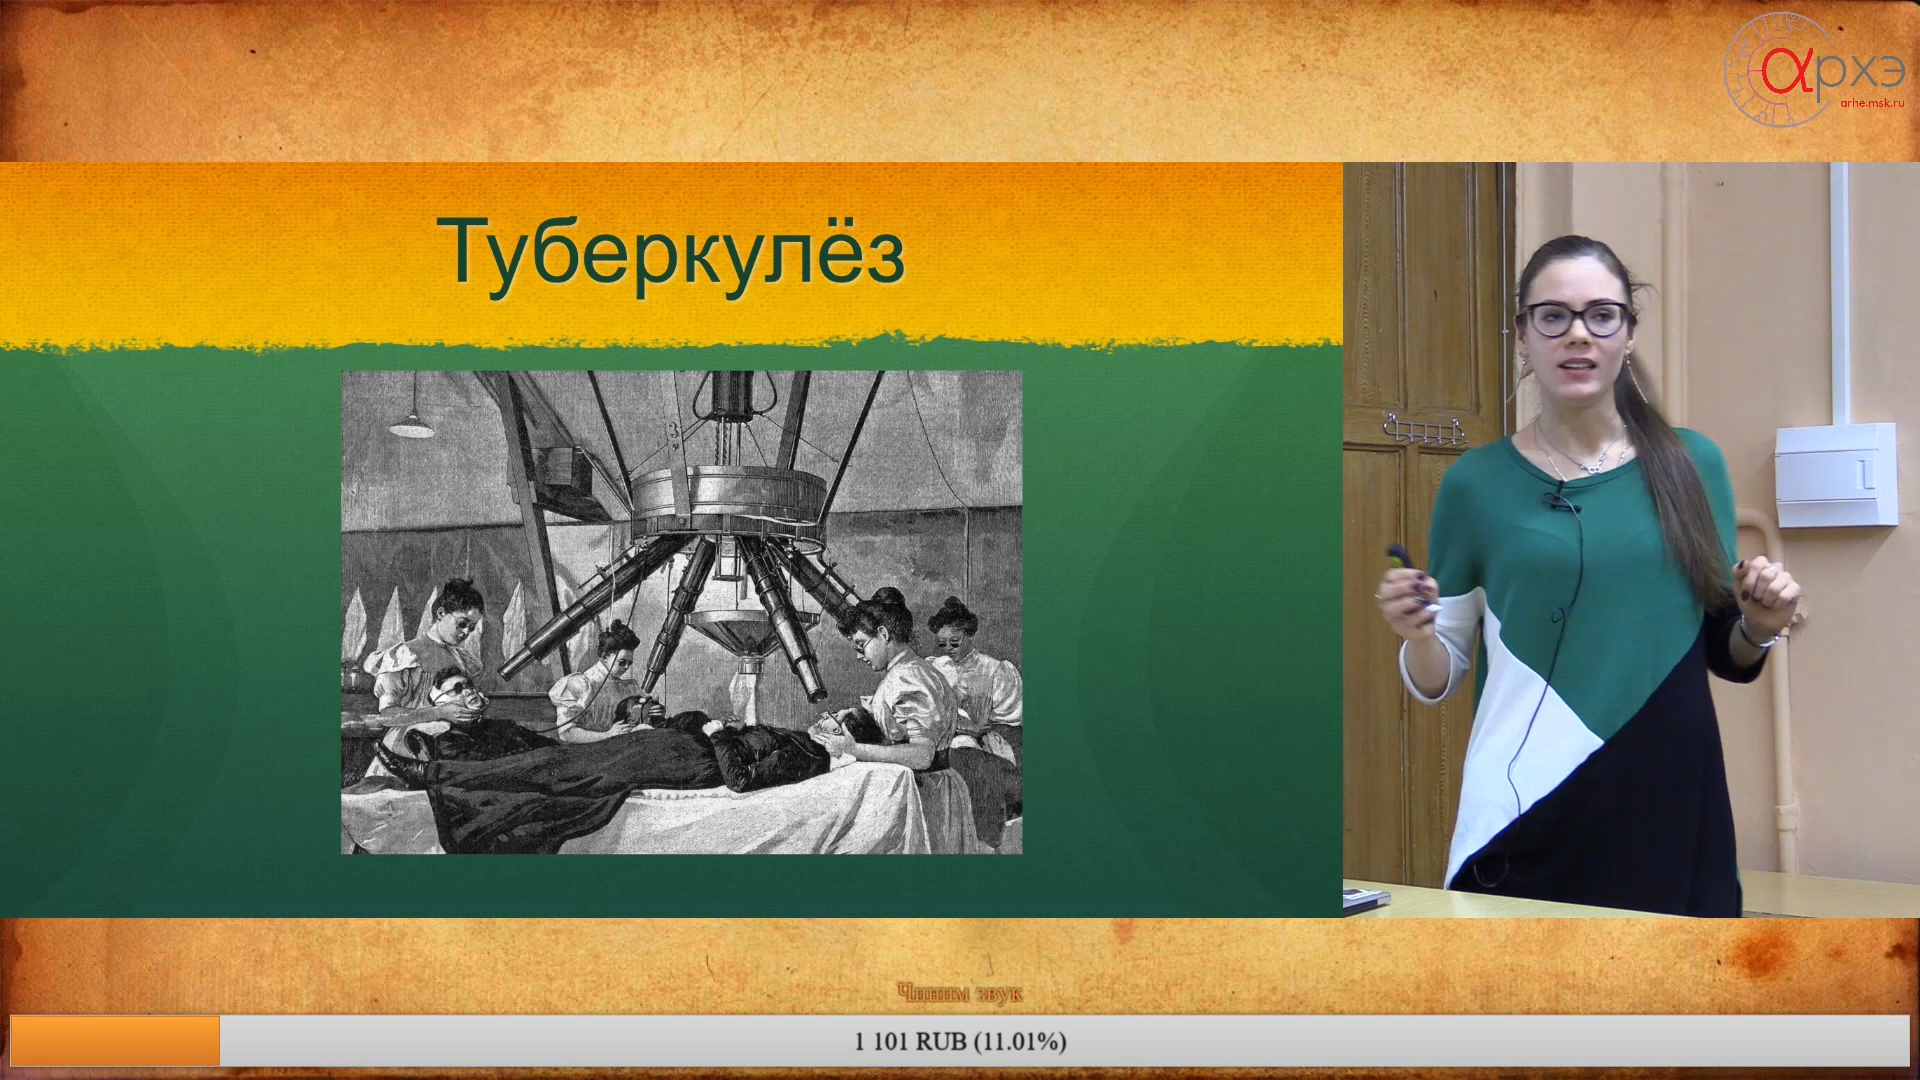 αрхэ
arhe.msk.ru
Туберкулёз
Чиним звук
1 101 RUB (11.01%)